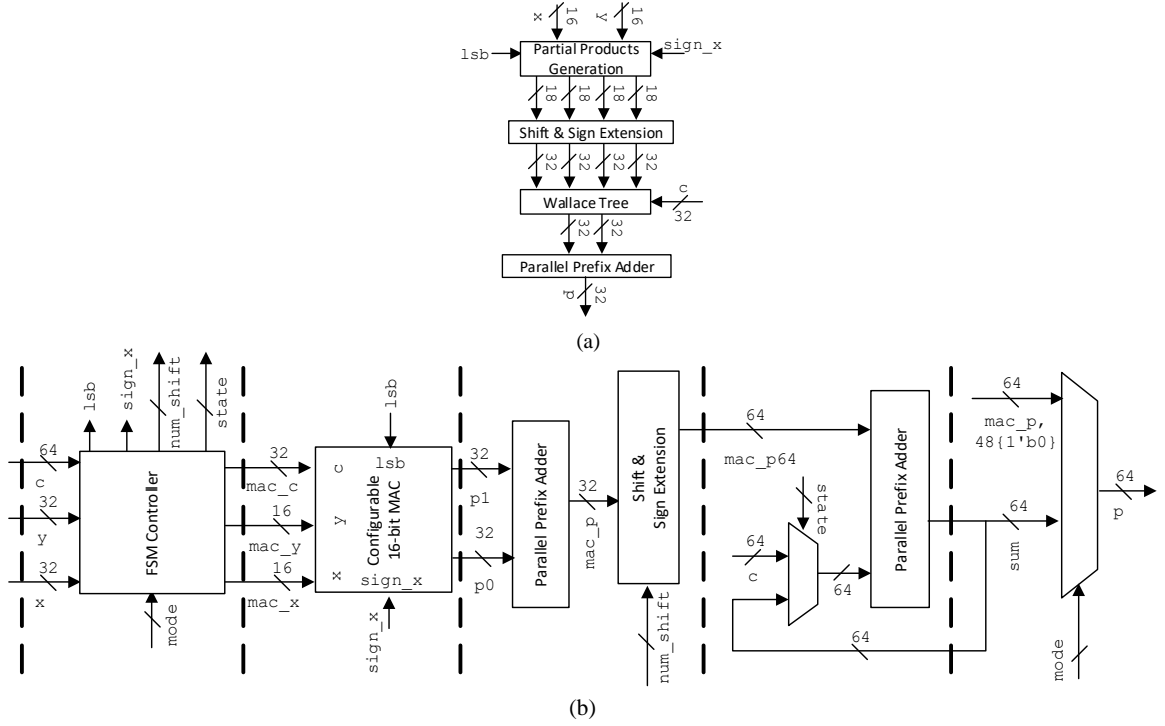 x
16
y
16
lsb
Partial Products
Generation
sign_x
18
18
18
18
Shift & Sign Extension
32
32
32
32
Wallace Tree
c
32
32
32
Parallel Prefix Adder
p
32
(a)
lsb
sign_x
num_shift
state
64
c
32
y
32
x
FSM Controller
mode
32
mac_c
16
mac_y
16
mac_x
lsb
lsb
c
y
x
Configurable
16-bit MAC
sign_x
sign_x
32
p1
32
p0
Parallel Prefix Adder
32
mac_p
Shift &
Sign Extension
num_shift
64
mac_p64
state
64
c
64
Parallel Prefix Adder
64
64
sum
64
mac_p,
48{1'b0}
mode
64
p
(b)